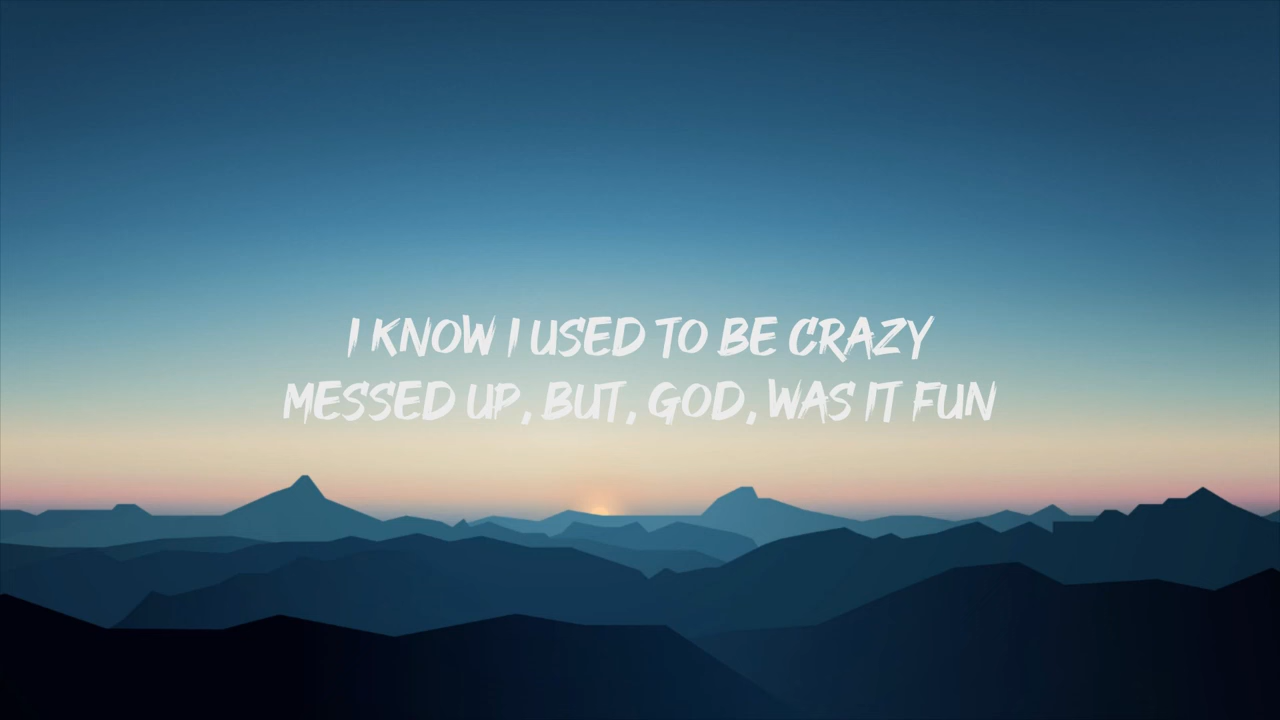 I KNOW I USED TO BE CRAZY
MESSED UP, BUT, GOD, WAS IT FUN